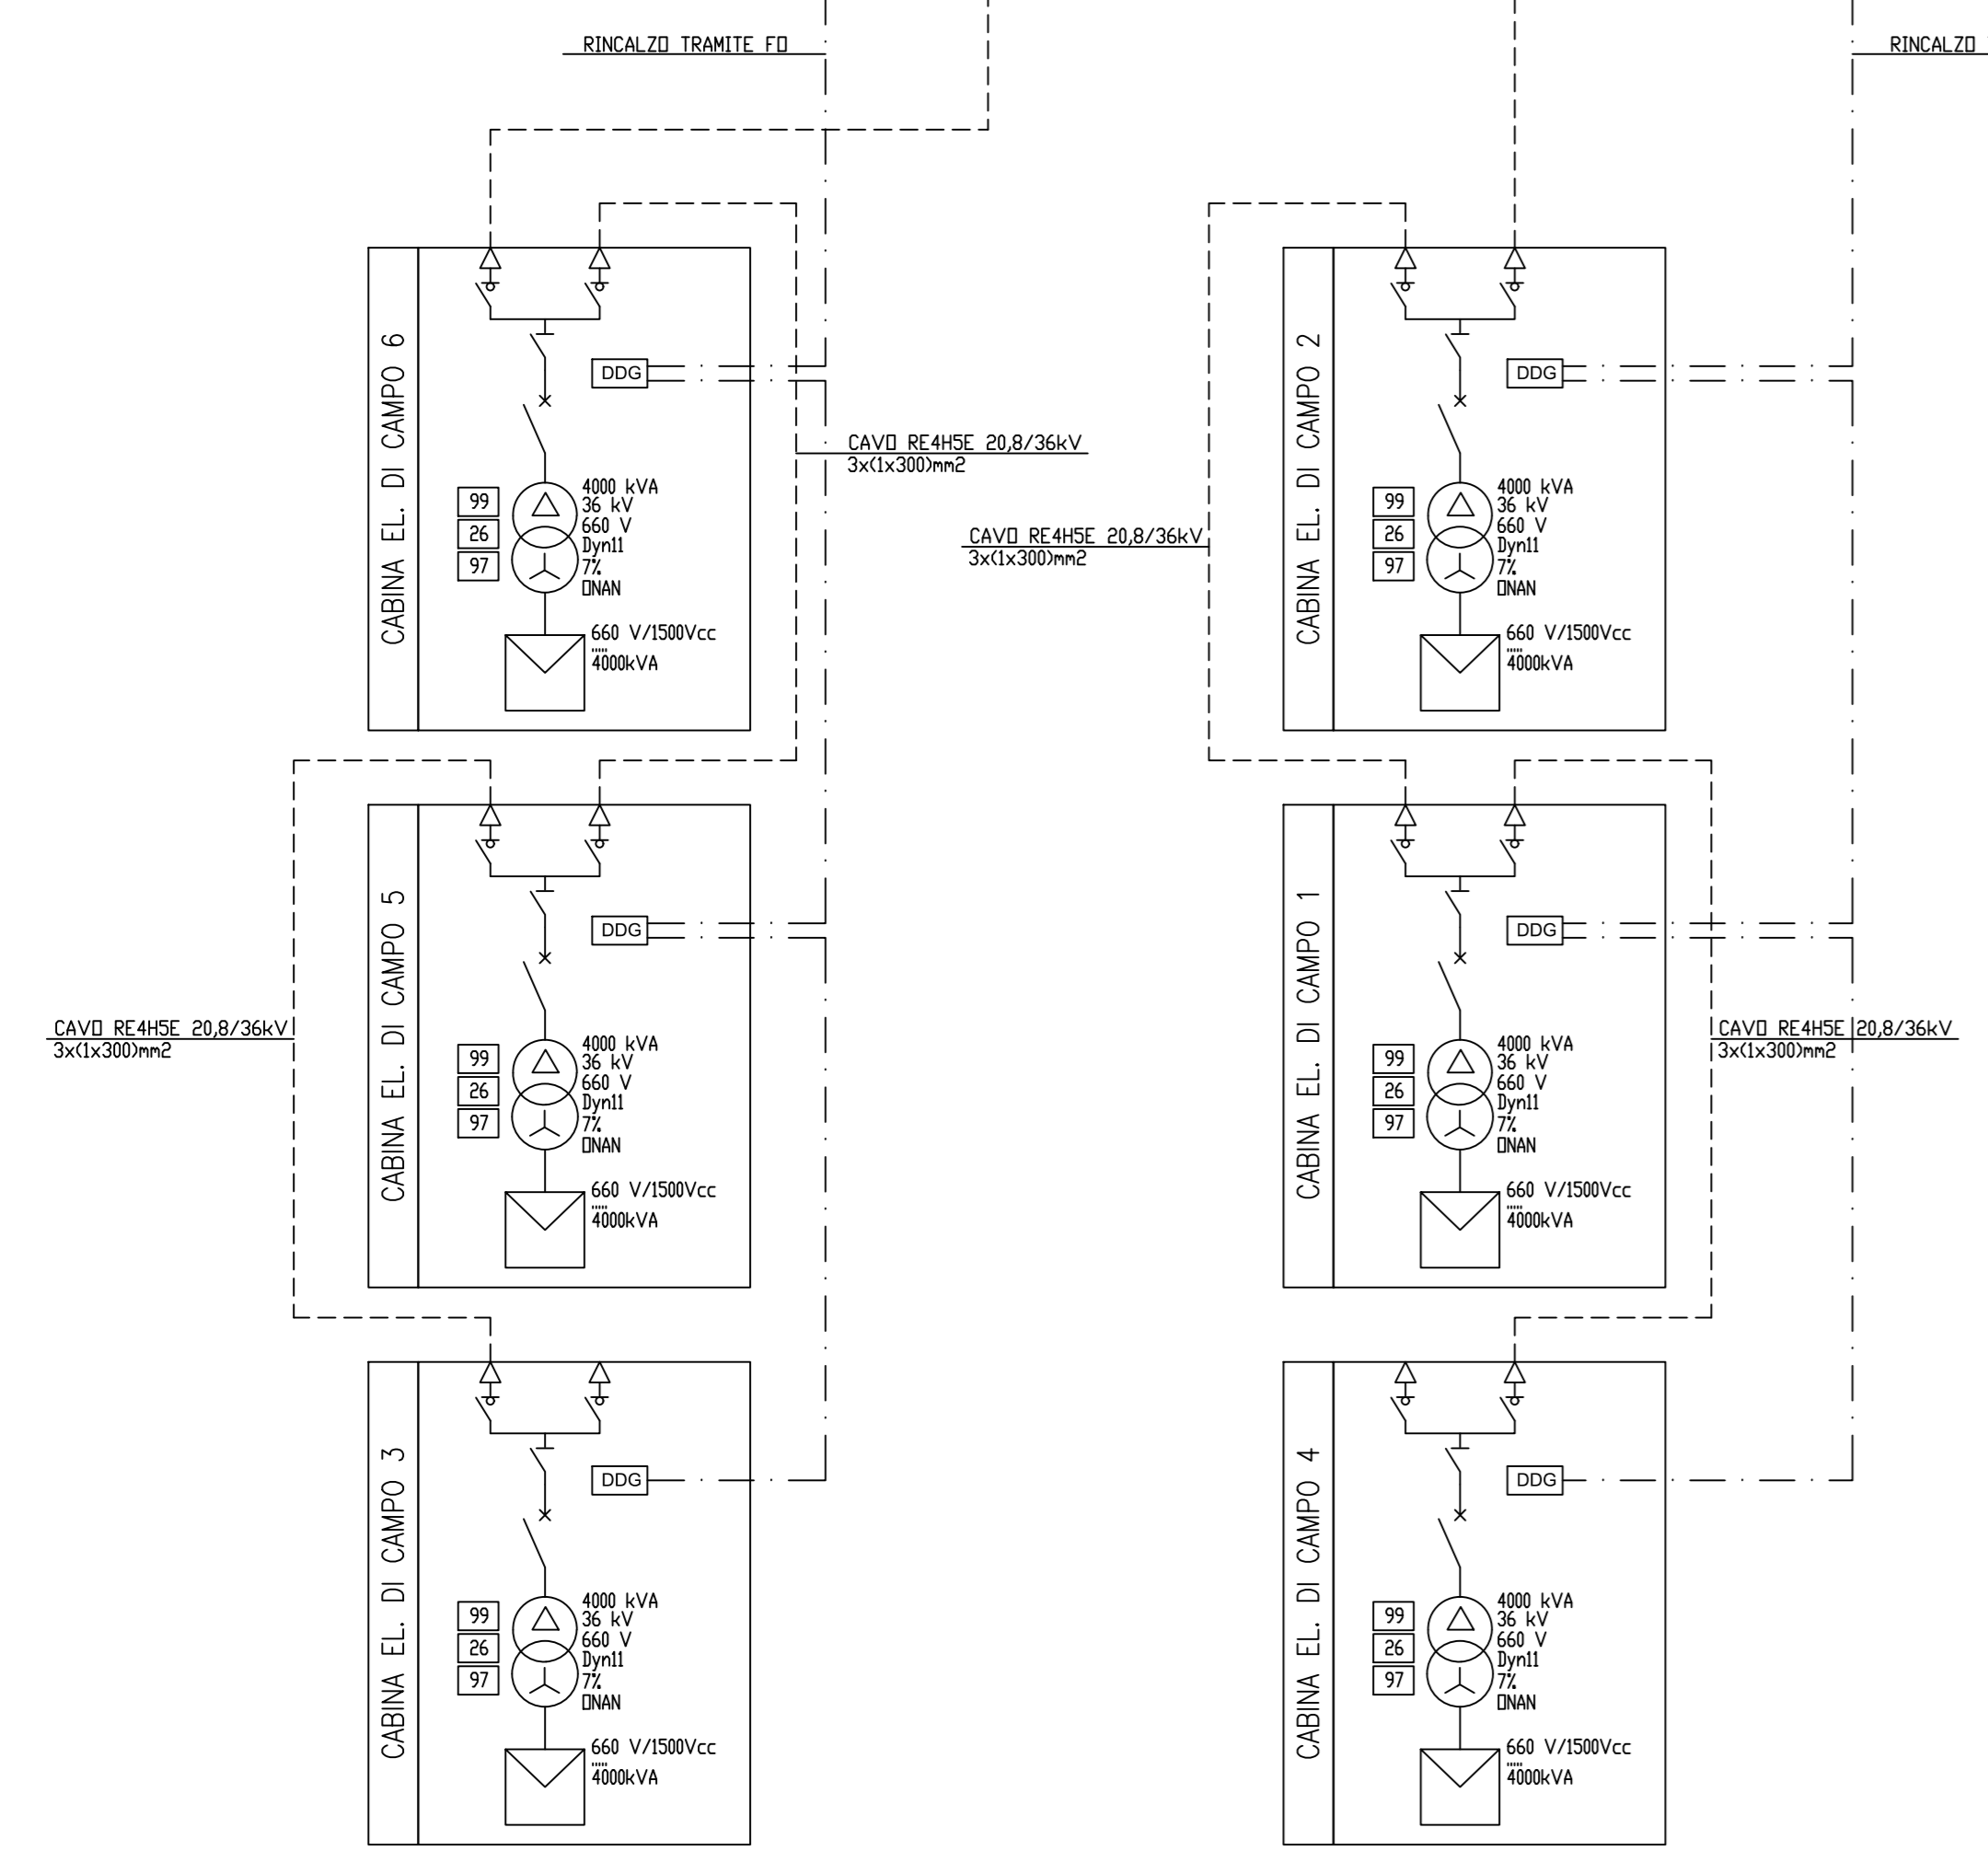 RINCALZO TRAMITE FO
RINCALZO
CABINA EL. DI CAMPO 6
DDG
99
26
97
4000 kVA
36 kV
660 V
Dyn11
7%
ONAN
660 V/1500Vcc
4000kVA
CAVO RE4H5E 20,8/36kV
3x(1x300)mm2
CABINA EL. DI CAMPO 2
DDG
99
26
97
4000 kVA
36 kV
660 V
Dyn11
7%
ONAN
660 V/1500Vcc
4000kVA
CAVO RE4H5E 20,8/36kV
3x(1x300)mm2
CABINA EL. DI CAMPO 5
DDG
99
26
97
4000 kVA
36 kV
660 V
Dyn11
7%
ONAN
660 V/1500Vcc
4000kVA
CAVO RE4H5E 20,8/36kV
3x(1x300)mm2
CABINA EL. DI CAMPO 1
DDG
99
26
97
4000 kVA
36 kV
660 V
Dyn11
7%
ONAN
660 V/1500Vcc
4000kVA
CAVO RE4H5E 20,8/36kV
3x(1x300)mm2
CABINA EL. DI CAMPO 3
DDG
99
26
97
4000 kVA
36 kV
660 V
Dyn11
7%
ONAN
660 V/1500Vcc
4000kVA
CABINA EL. DI CAMPO 4
DDG
99
26
97
4000 kVA
36 kV
660 V
Dyn11
7%
ONAN
660 V/1500Vcc
4000kVA